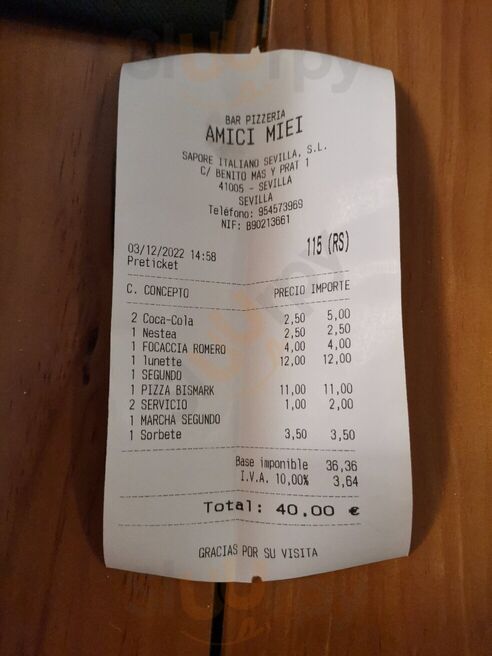 BAR PIZZERIA
AMICI MIEI
SAPORE ITALIANO SEVILLA, S.L.
C/ BENITO MAS Y PRAT 1
41005 - SEVILLA
SEVILLA
Teléfono: 954573969
NIF: B90213661
03/12/2022 14:58 115 (RS)
Preticket
C. CONCEPTO PRECIO IMPORTE
2 Coca-Cola 2,50 5,00
1 Nestea 2,50 2,50
1 FOCACCIA ROMERO 4,00 4,00
1 lunette 12,00 12,00
1 SEGUNDO
1 PIZZA BISMARK 11,00 11,00
2 SERVICIO 1,00 2,00
1 MARCHA SEGUNDO
1 Sorbete 3,50 3,50
Base imponible 36,36
I.V.A. 10,00% 3,64
Total: 40,00 €
GRACIAS POR SU VISITA